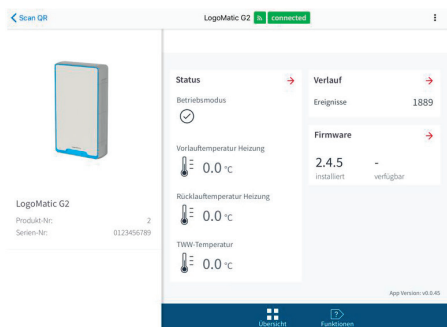 Scan QR
LogoMatic G2 connected
LogoMatic G2
Produkt-Nr: 2
Serien-Nr: 0123456789
Status
Betriebsmodus
Vorlauftemperatur Heizung
0.0 °C
Rücklauftemperatur Heizung
0.0 °C
TWW-Temperatur
0.0 °C
Verlauf
Ereignisse 1889
Firmware
2.4.5 -
installiert verfügbar
App Version: v0.0.45
Übersicht Funktionen